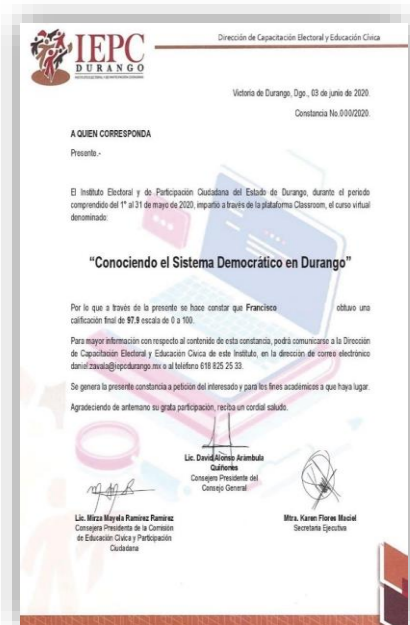 IEPC
DURANGO
INSTITUTO ELECTORAL Y DE PARTICIPACIÓN CIUDADANA
Dirección de Capacitación Electoral y Educación Cívica
Victoria de Durango, Dgo., 03 de junio de 2020.
Constancia No.000/2020.
A QUIEN CORRESPONDA
Presente.-
El Instituto Electoral y de Participación Ciudadana del Estado de Durango, durante el periodo
comprendido del 1° al 31 de mayo de 2020, impartió a través de la plataforma Classroom, el curso virtual
denominado:
“Conociendo el Sistema Democrático en Durango”
Por lo que a través de la presente se hace constar que Francisco obtuvo una
calificación final de 97.9 escala de 0 a 100.
Para mayor información con respecto al contenido de esta constancia, podrá comunicarse a la Dirección
de Capacitación Electoral y Educación Cívica de este Instituto, en la dirección de correo electrónico
daniel.zavala@iepcdurango.mx o al teléfono 618 825 25 33.
Se genera la presente constancia a petición del interesado y para los fines académicos a que haya lugar.
Agradeciendo de antemano su grata participación, reciba un cordial saludo.
Lic. David Alonso Arámbula
Quiñones
Consejero Presidente del
Consejo General
Lic. Mirza Mayela Ramírez Ramírez
Consejera Presidenta de la Comisión
de Educación Cívica y Participación
Ciudadana
Mtra. Karen Flores Maciel
Secretaria Ejecutiva